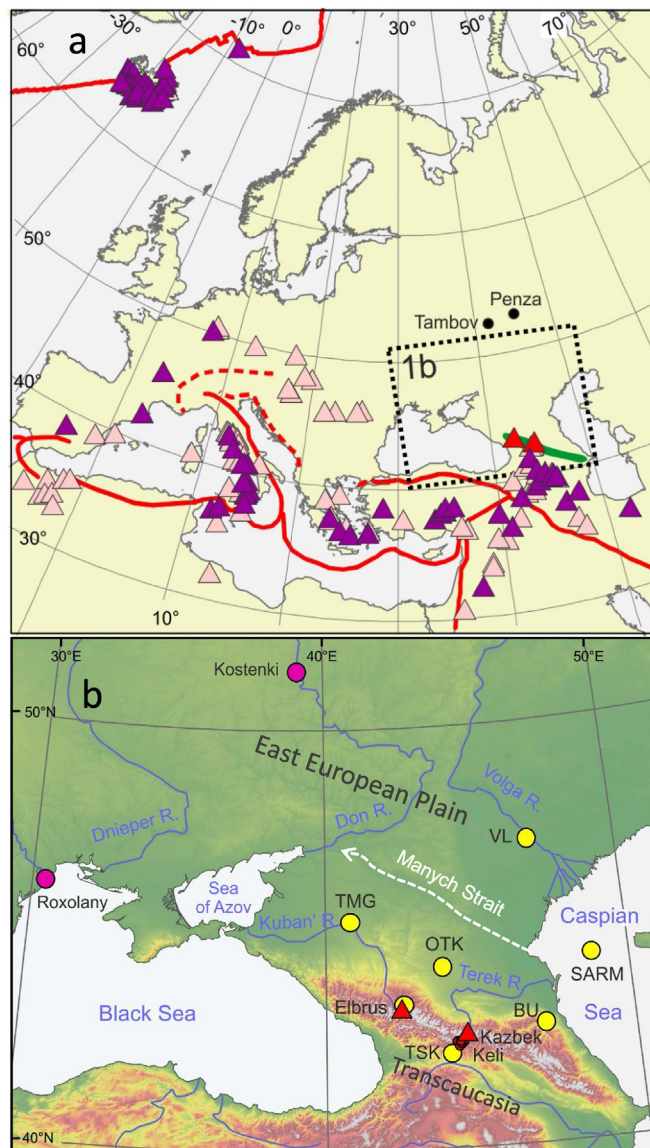 -30° -20° -10° 0° 30° 50° 70°
a
60°
50°
Penza
Tambov
1b
40°
30°
10°
30°E 40°E 50°E
b
Kostenki
50°N
East European Plain
Volga R.
Dnieper R.
Don R.
VL
Manych Strait
Roxolany
Sea
of Azov
TMG
Caspian
Kuban' R.
OTK
SARM
Terek R.
Sea
Elbrus
BU
Black Sea
Kazbek
Keli
TSK
Transcaucasia
40°N